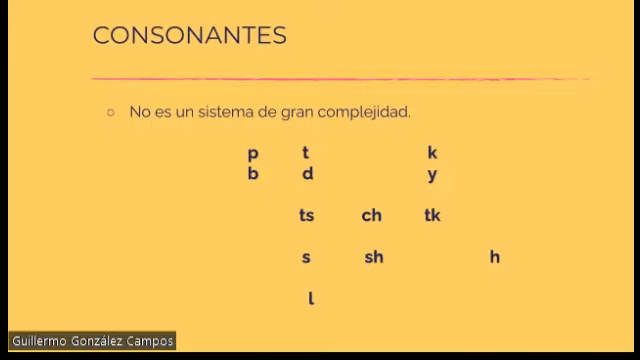 CONSONANTES
○ No es un sistema de gran complejidad.
p t k
b d y
ts ch tk
s sh h
l
Guillermo González Campos